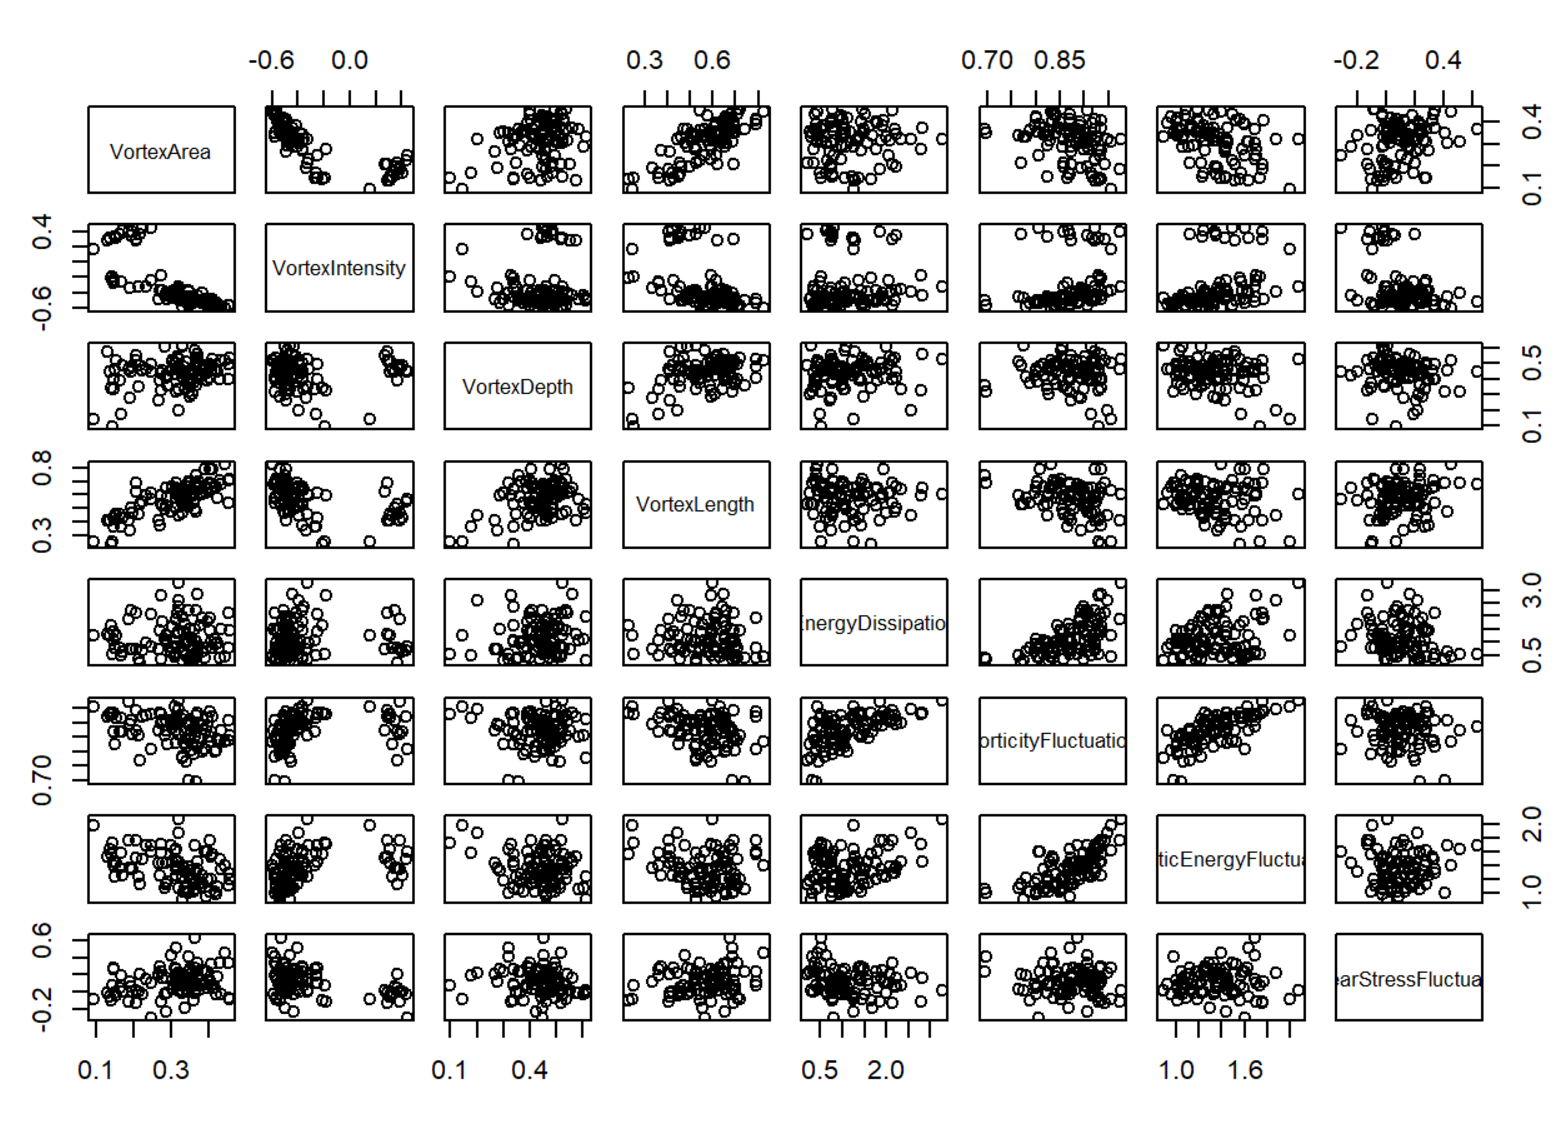 -0.6 0.0 0.3 0.6 0.70 0.85 -0.2 0.4
VortexArea 0.1 0.4
-0.6 0.4 VortexIntensity
VortexDepth 0.1 0.5
0.3 0.8 VortexLength
EnergyDissipatio 0.5 3.0
0.70 orticityFluctuatio
ticEnergyFluctua 1.0 2.0
-0.2 0.6 earStressFluctua
0.1 0.3 0.1 0.4 0.5 2.0 1.0 1.6